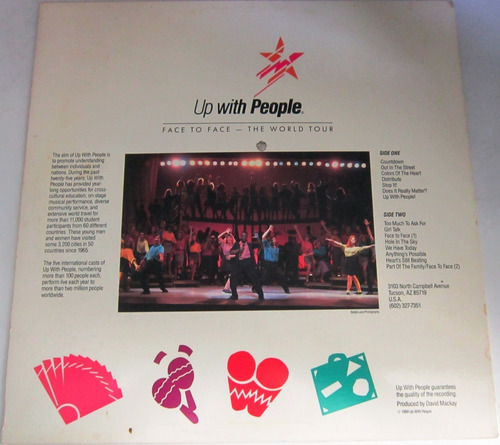 Up with People®
FACE TO FACE — THE WORLD TOUR
The aim of Up With People is
to promote understanding
between individuals and
nations. During the past
twenty-five years, Up With
People has provided year-
long opportunities for cross-
cultural education, on-stage
musical performance, diverse
community service, and
extensive world travel for
more than 11,000 student
participants from 60 different
countries. These young men
and women have visited
some 3,200 cities in 50
countries since 1965.
The five international casts of
Up With People, numbering
more than 100 people each,
perform live each year to
more than two million people
worldwide.
SIDE ONE
Countdown
Out In The Street
Colors Of The Heart
Distribute
Stop It!
Does It Really Matter?
Up With People!
SIDE TWO
Too Much To Ask For
Girl Talk
Face To Face (1)
Hole In The Sky
We Have Today
Anything's Possible
Heart's Still Beating
Part Of The Family/Face To Face (2)
3103 North Campbell Avenue
Tucson, AZ 85719
U.S.A.
(602) 327-7351
Up With People guarantees
the quality of the recording.
Produced by David Mackay
Up With People